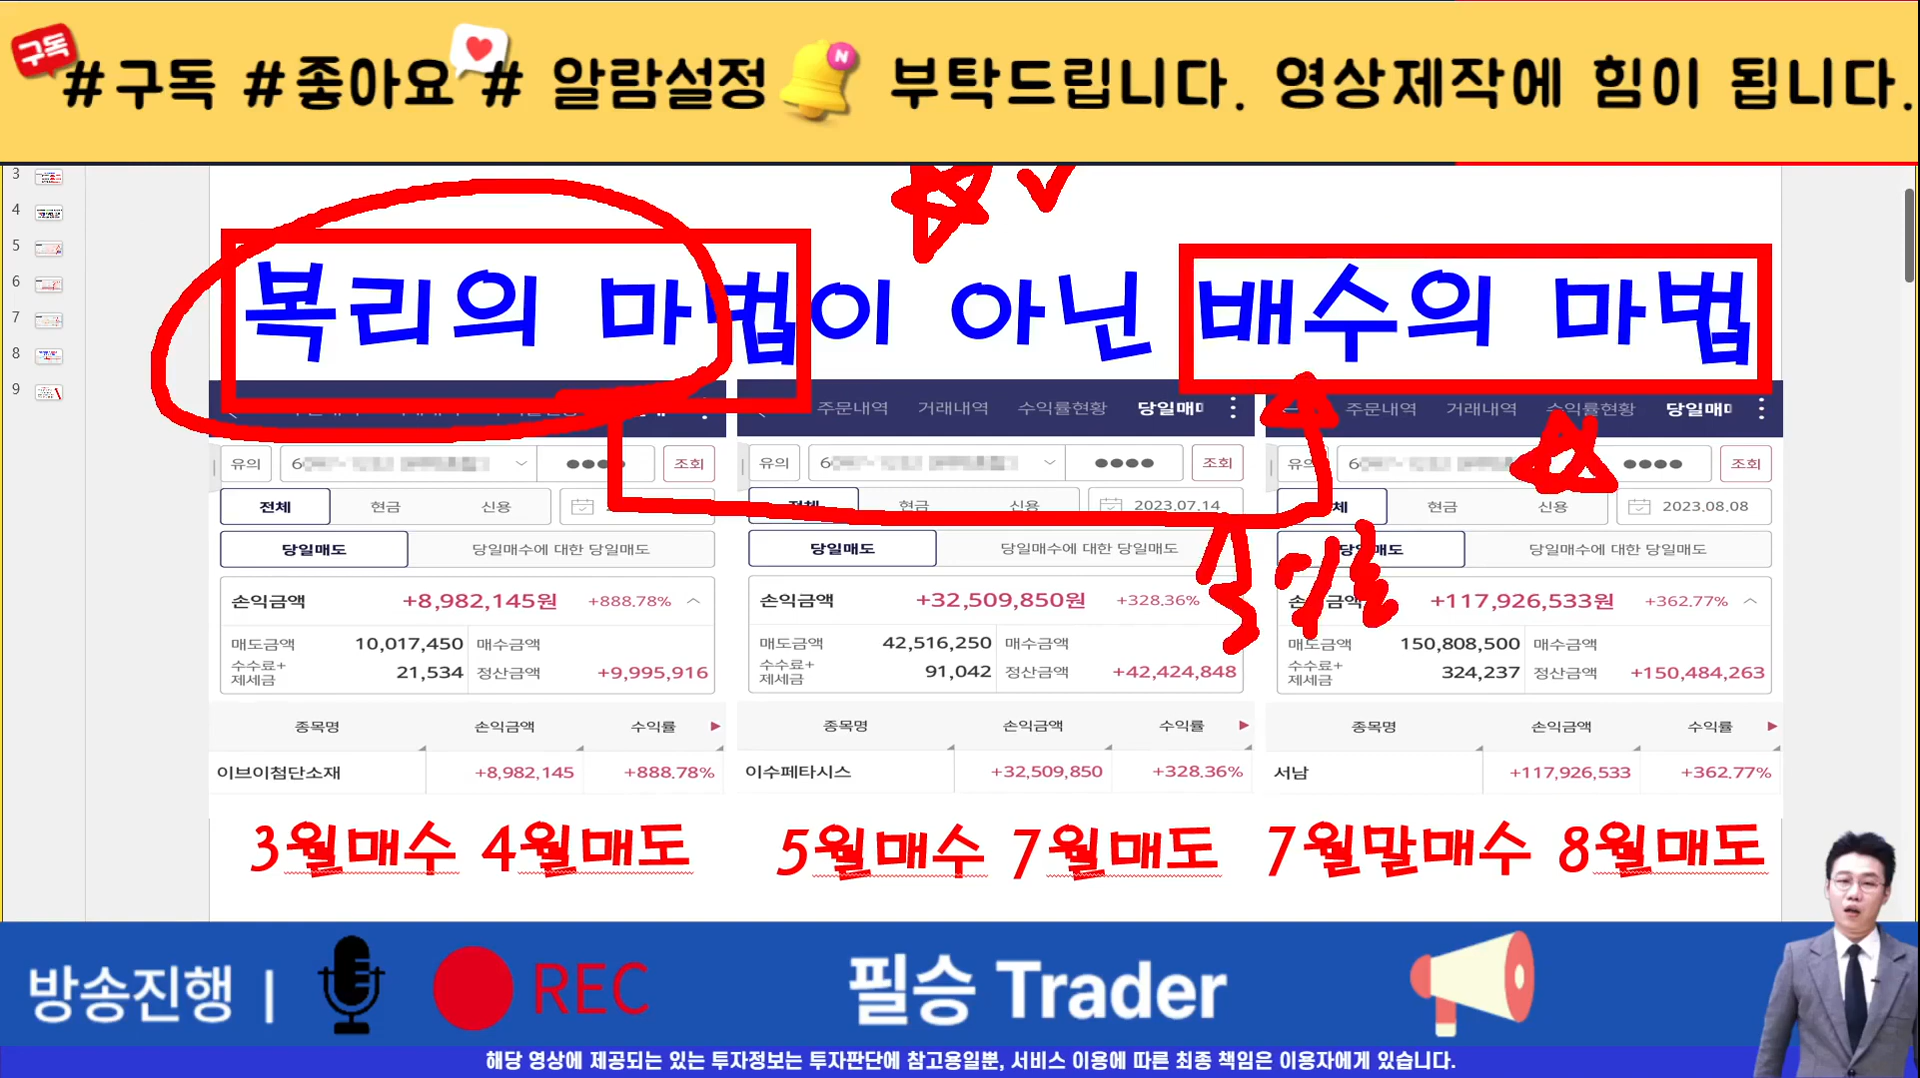 구독
#구독 #좋아요 # 알람설정 N 부탁드립니다. 영상제작에 힘이 됩니다.
3
4
5
6
7
8
9
복리의 마법이 아닌 배수의 마법
주문내역 거래내역 수익률현황 당일매매
주문내역 거래내역 수익률현황 당일매매
유의 6 조회
유의 6 조회
유의 6 조회
전체 현금 신용
전체 현금 신용 2023.07.14
전체 현금 신용 2023.08.08
당일매도 당일매수에 대한 당일매도
당일매도 당일매수에 대한 당일매도
당일매도 당일매수에 대한 당일매도
손익금액 +8,982,145원 +888.78%
매도금액 10,017,450 매수금액
수수료+
제세금 21,534 정산금액 +9,995,916
손익금액 +32,509,850원 +328.36%
매도금액 42,516,250 매수금액
수수료+
제세금 91,042 정산금액 +42,424,848
손익금액 +117,926,533원 +362.77%
매도금액 150,808,500 매수금액
수수료+
제세금 324,237 정산금액 +150,484,263
종목명 손익금액 수익률
이브이첨단소재 +8,982,145 +888.78%
종목명 손익금액 수익률
이수페타시스 +32,509,850 +328.36%
종목명 손익금액 수익률
서남 +117,926,533 +362.77%
3월매수 4월매도
5월매수 7월매도
7월말매수 8월매도
방송진행 | REC 필승 Trader
해당 영상에 제공되는 있는 투자정보는 투자판단에 참고용일뿐, 서비스 이용에 따른 최종 책임은 이용자에게 있습니다.